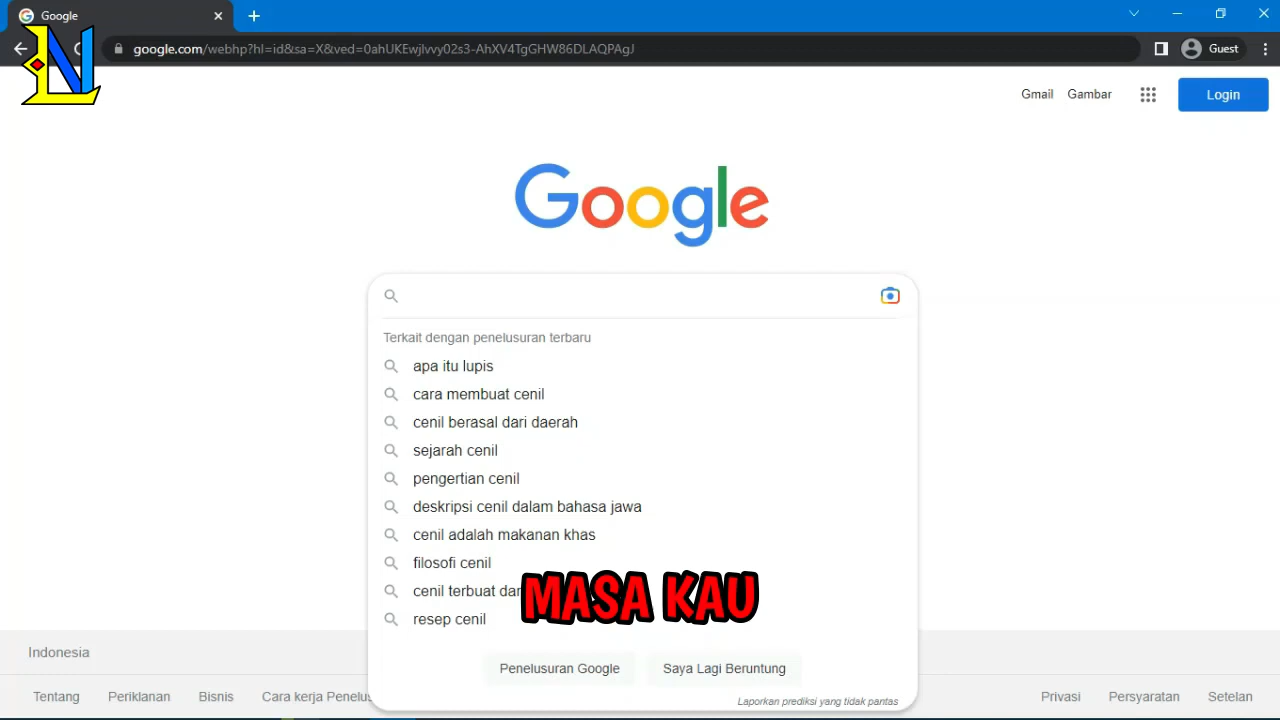 Google
google.com/webhp?hl=id&sa=X&ved=0ahUKEwjlvvy02s3-AhXV4TgGHW86DLAQPAgJ
Guest
Gmail
Gambar
Login
Google
Terkait dengan penelusuran terbaru
apa itu lupis
cara membuat cenil
cenil berasal dari daerah
sejarah cenil
pengertian cenil
deskripsi cenil dalam bahasa jawa
cenil adalah makanan khas
filosofi cenil
cenil terbuat
MASA KAU
resep cenil
Indonesia
Penelusuran Google
Saya Lagi Beruntung
Tentang
Periklanan
Bisnis
Cara kerja
Laporkan prediksi yang tidak pantas
Privasi
Persyaratan
Setelan